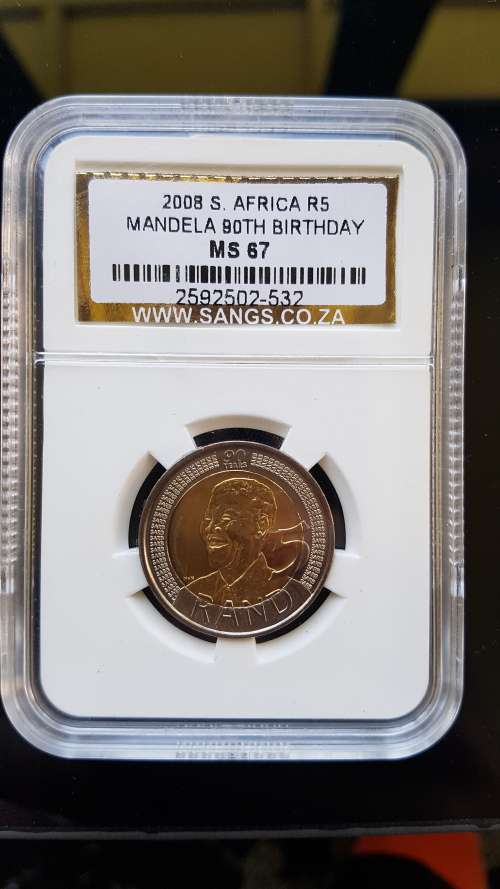 2008 S. AFRICA R5
MANDELA 90TH BIRTHDAY
MS 67
2592502-532
WWW.SANGS.CO.ZA
90
YEARS
5
RAND